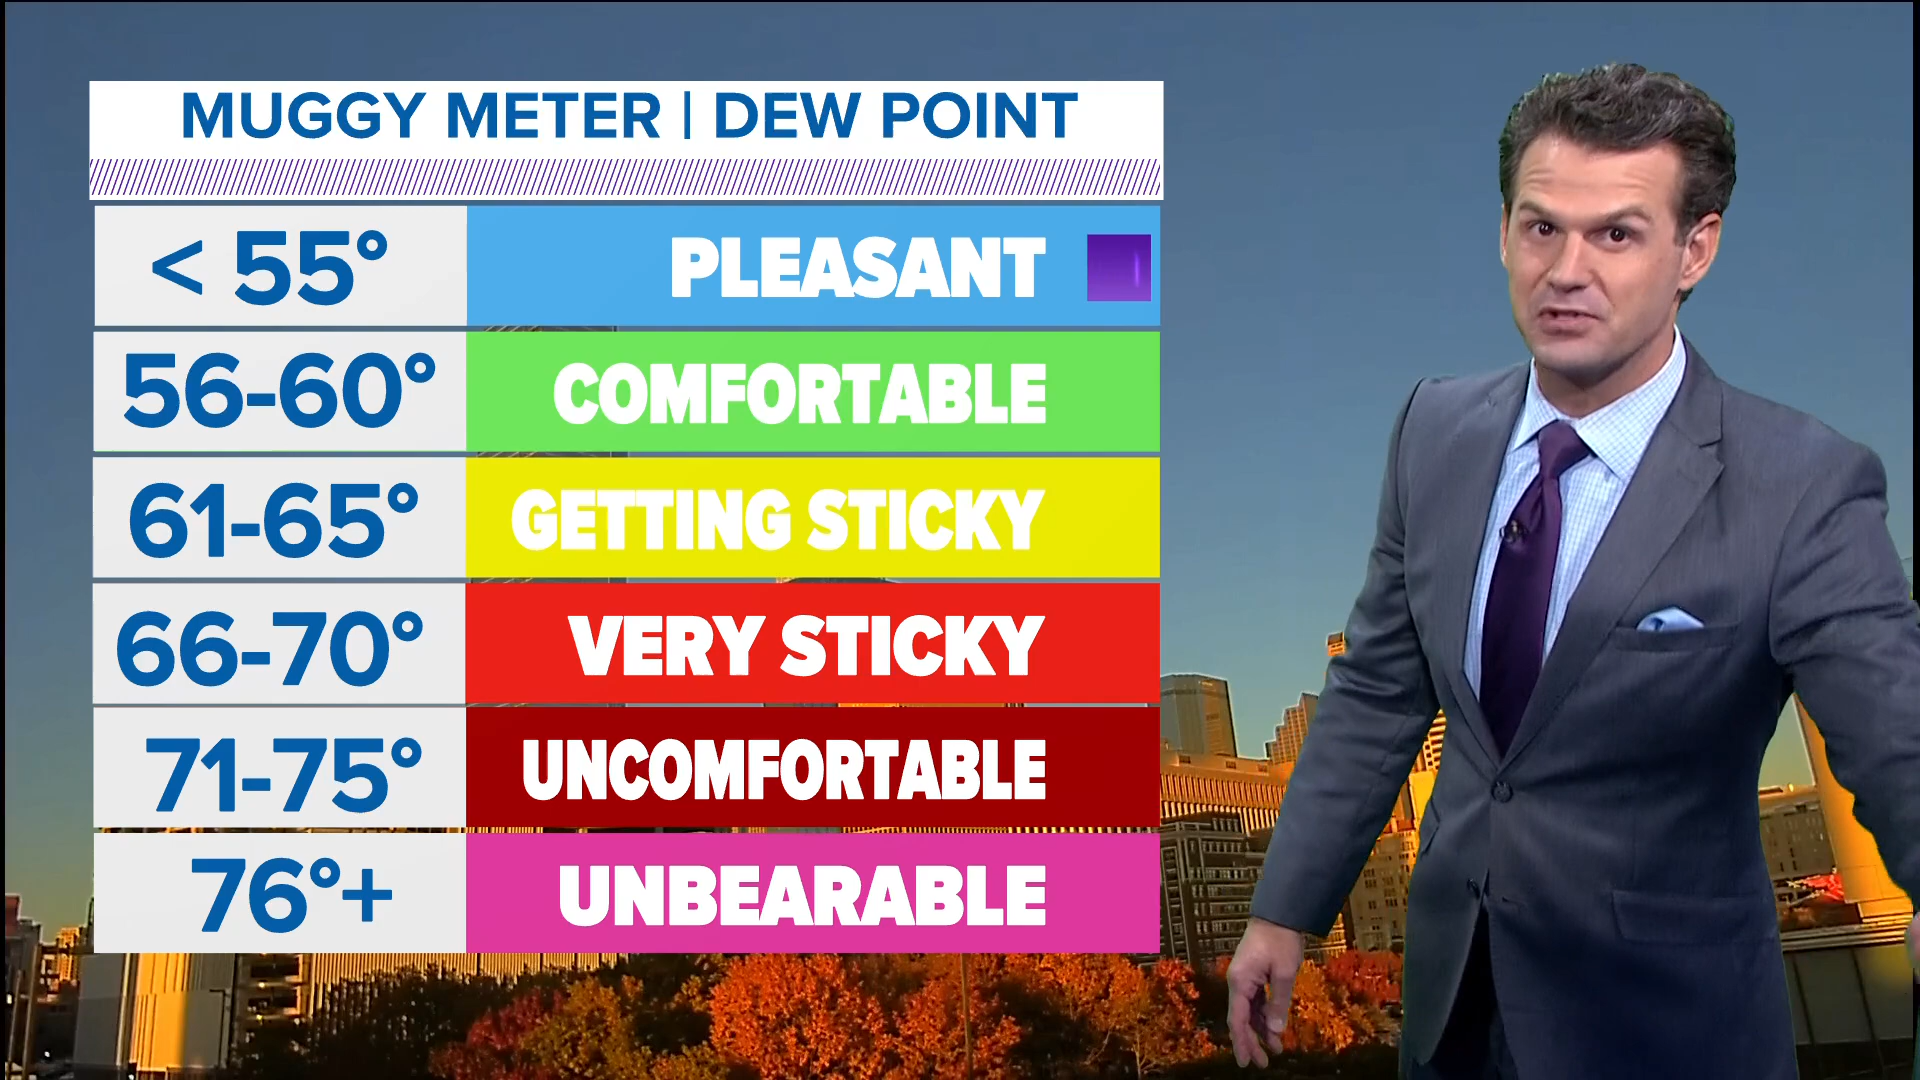 MUGGY METER | DEW POINT
< 55° PLEASANT
56-60° COMFORTABLE
61-65° GETTING STICKY
66-70° VERY STICKY
71-75° UNCOMFORTABLE
76°+ UNBEARABLE